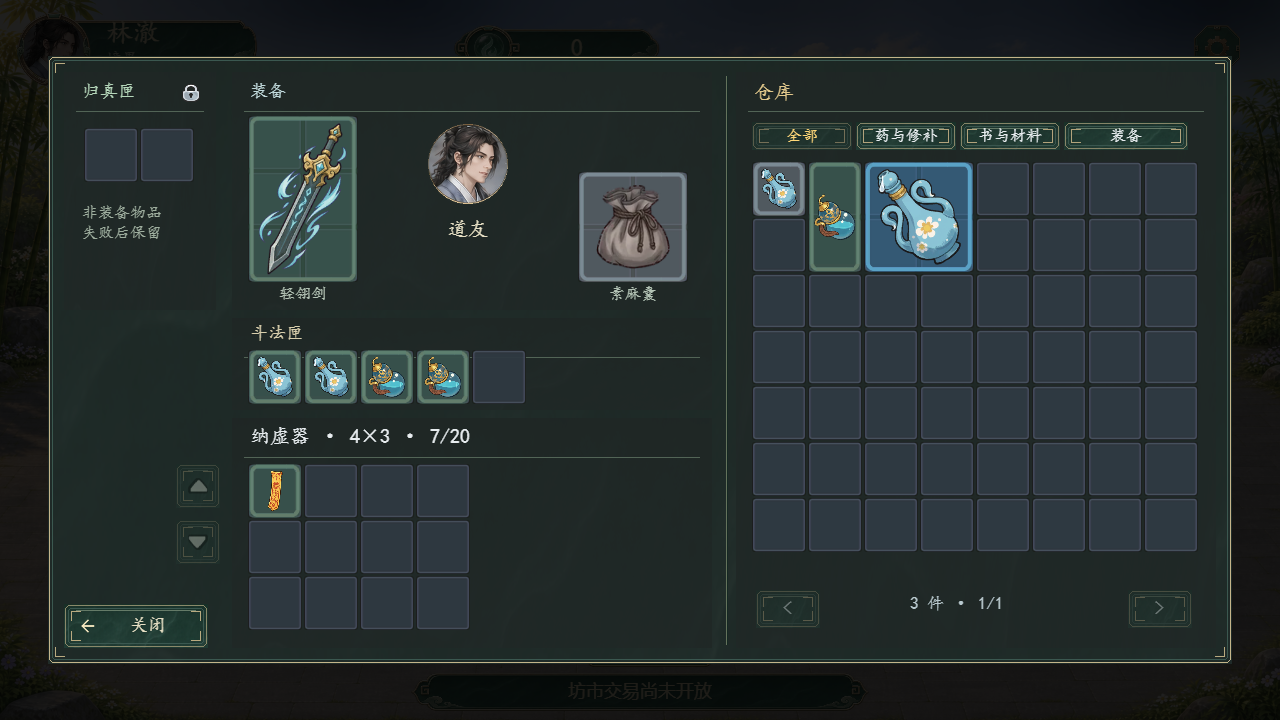 林澈
0
归真匣
非装备物品
失败后保留
关闭
装备
道友
轻翎剑
素麻囊
斗法匣
纳虚器 • 4×3 • 7/20
仓库
全部
药与修补
书与材料
装备
3 件 • 1/1
坊市交易尚未开放